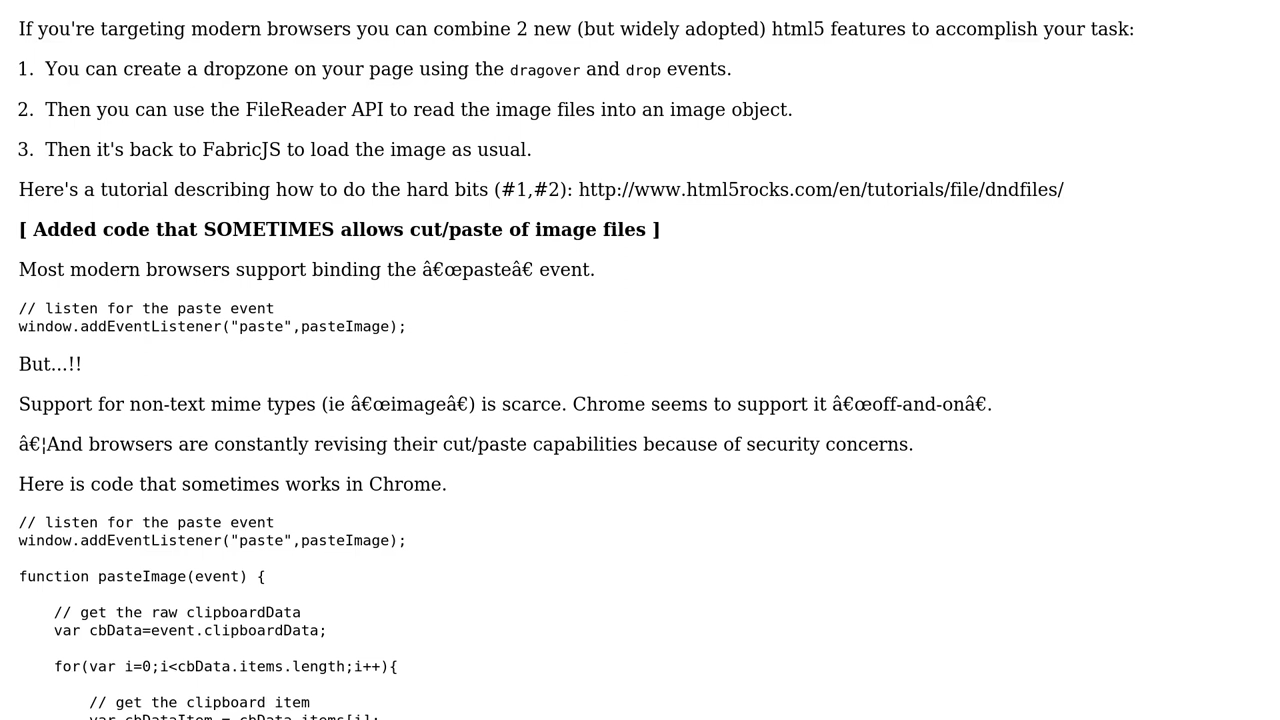 If you're targeting modern browsers you can combine 2 new (but widely adopted) html5 features to accomplish your task:
1. You can create a dropzone on your page using the dragover and drop events.
2. Then you can use the FileReader API to read the image files into an image object.
3. Then it's back to FabricJS to load the image as usual.
Here's a tutorial describing how to do the hard bits (#1,#2): http://www.html5rocks.com/en/tutorials/file/dndfiles/
[ Added code that SOMETIMES allows cut/paste of image files ]
Most modern browsers support binding the â€œpasteâ€ event.
// listen for the paste event
window.addEventListener("paste",pasteImage);
But...!!
Support for non-text mime types (ie â€œimageâ€) is scarce. Chrome seems to support it â€œoff-and-onâ€.
â€¦And browsers are constantly revising their cut/paste capabilities because of security concerns.
Here is code that sometimes works in Chrome.
// listen for the paste event
window.addEventListener("paste",pasteImage);
function pasteImage(event) {
    // get the raw clipboardData
    var cbData=event.clipboardData;
    for(var i=0;i<cbData.items.length;i++){
        // get the clipboard item
        var cbDataItem = cbData.items[i];